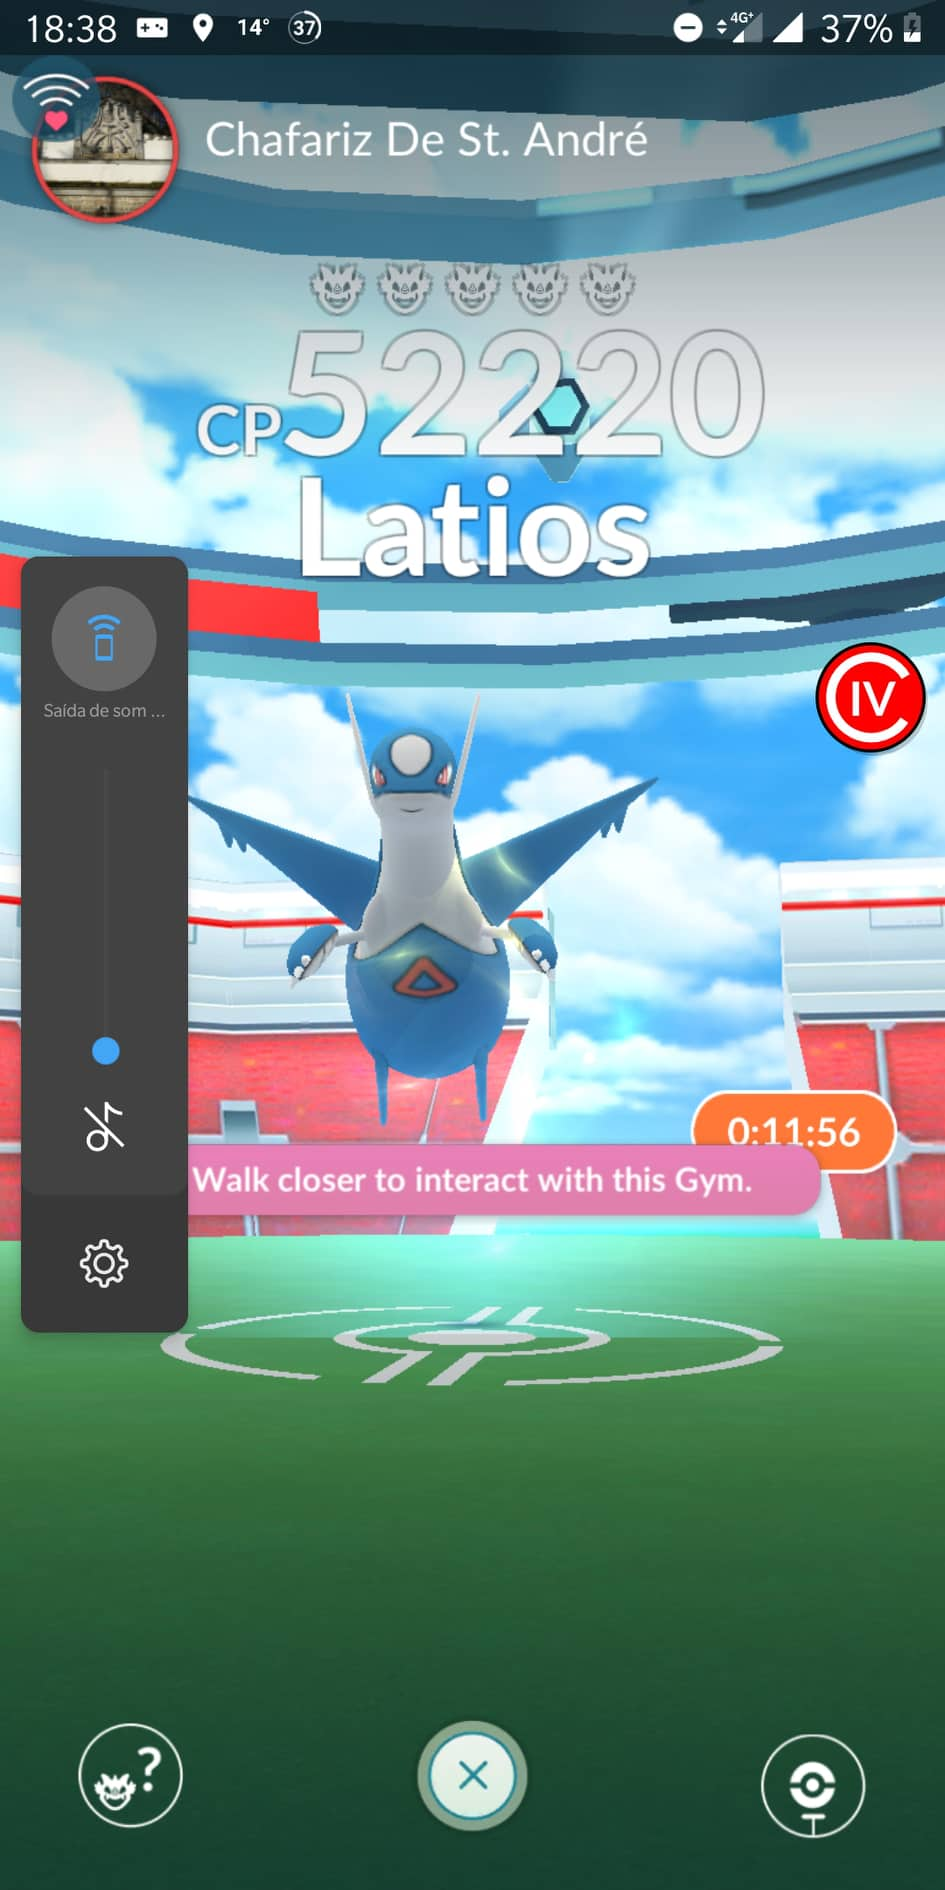 18:38 14° 37 4G+ 37%
Chafariz De St. André
CP52220
Latios
Saída de som ...
IV
0:11:56
Walk closer to interact with this Gym.
?